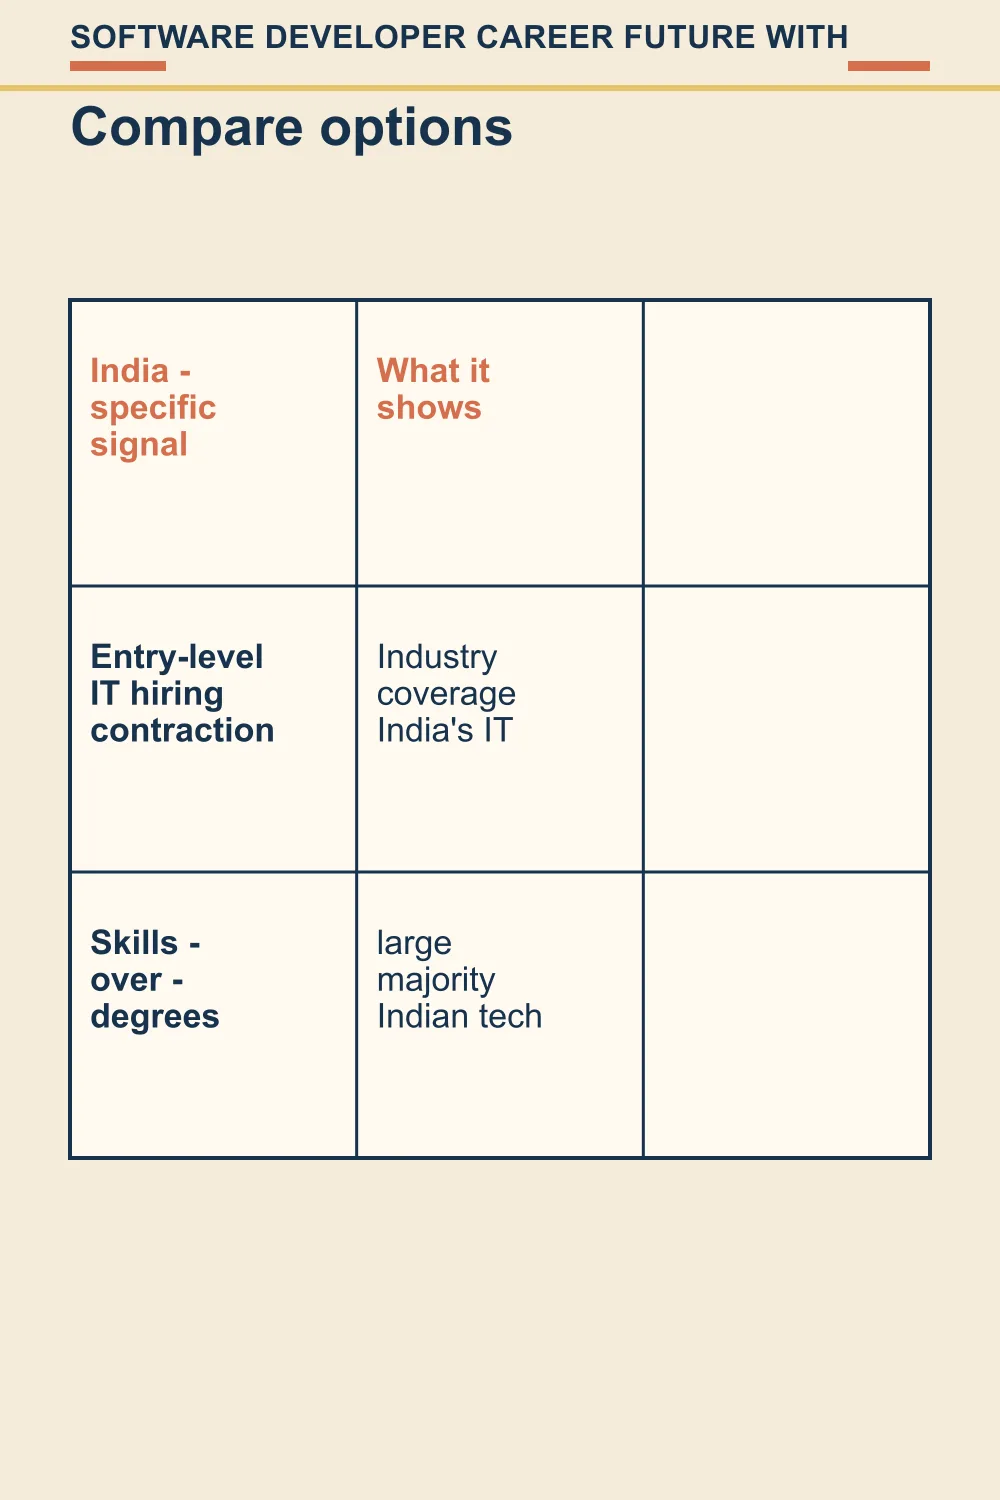 SOFTWARE DEVELOPER CAREER FUTURE WITH
Compare options
India -
specific
signal
What it
shows
Entry-level
IT hiring
contraction
Industry
coverage
India's IT
Skills -
over -
degrees
large
majority
Indian tech